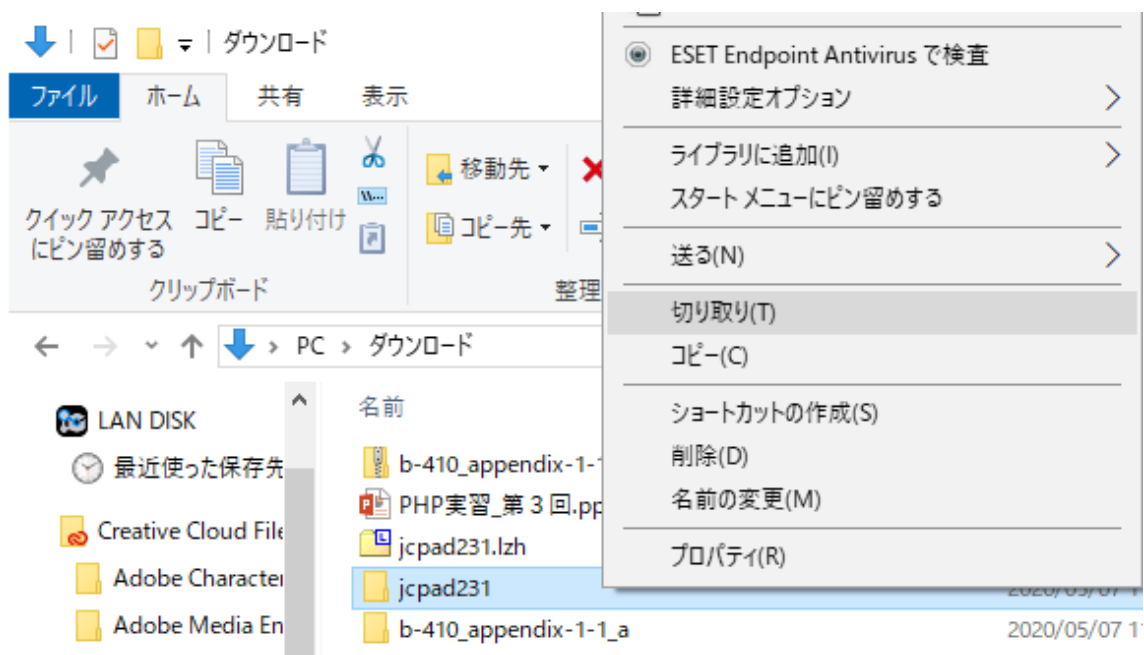 ダウンロード
ファイル ホーム 共有 表示
クイック アクセス
にピン留めする
コピー
貼り付け
移動先
コピー先
クリップボード
整理
PC › ダウンロード
LAN DISK
最近使った保存先
Creative Cloud File
Adobe Character
Adobe Media En
名前
b-410_appendix-1-1
PHP実習_第3回.pp
jcpad231.lzh
jcpad231
2020/05/07 1
b-410_appendix-1-1_a
2020/05/07 1
ESET Endpoint Antivirus で検査
詳細設定オプション
ライブラリに追加(I)
スタート メニューにピン留めする
送る(N)
切り取り(T)
コピー(C)
ショートカットの作成(S)
削除(D)
名前の変更(M)
プロパティ(R)